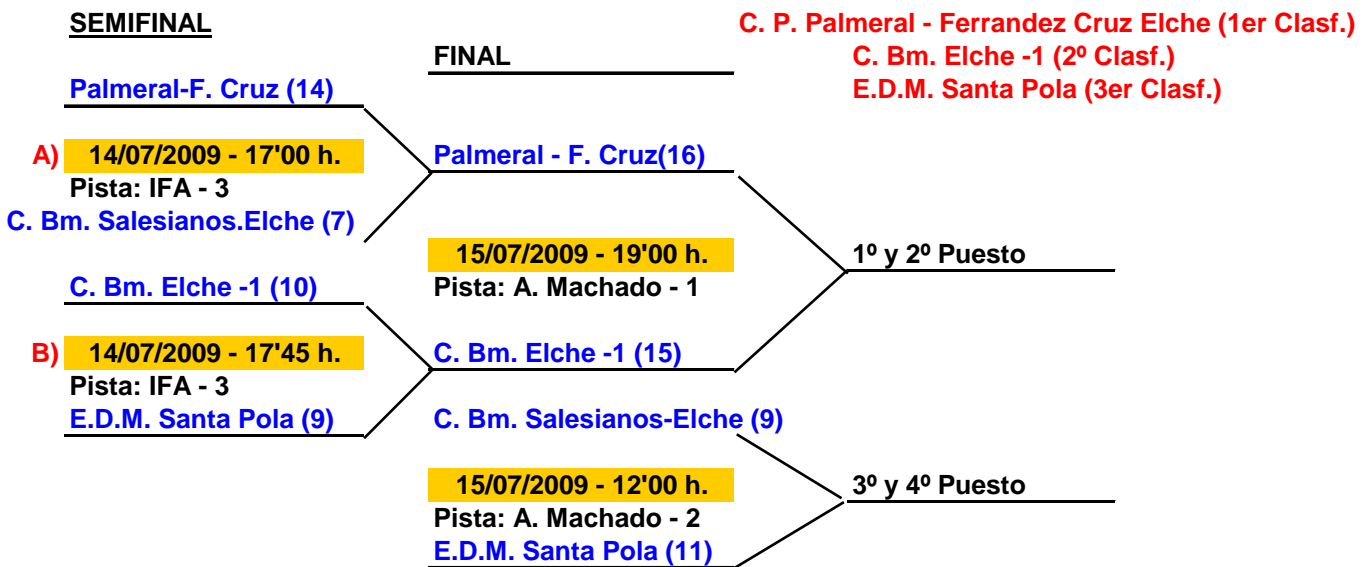 SEMIFINAL
C. P. Palmeral - Ferrandez Cruz Elche (1er Clasf.)
FINAL
C. Bm. Elche -1 (2º Clasf.)
Palmeral-F. Cruz (14)
E.D.M. Santa Pola (3er Clasf.)
A) 14/07/2009 - 17'00 h.
Palmeral - F. Cruz(16)
Pista: IFA - 3
C. Bm. Salesianos.Elche (7)
15/07/2009 - 19'00 h.
1º y 2º Puesto
C. Bm. Elche -1 (10)
Pista: A. Machado - 1
B) 14/07/2009 - 17'45 h.
C. Bm. Elche -1 (15)
Pista: IFA - 3
E.D.M. Santa Pola (9)
C. Bm. Salesianos-Elche (9)
15/07/2009 - 12'00 h.
3º y 4º Puesto
Pista: A. Machado - 2
E.D.M. Santa Pola (11)